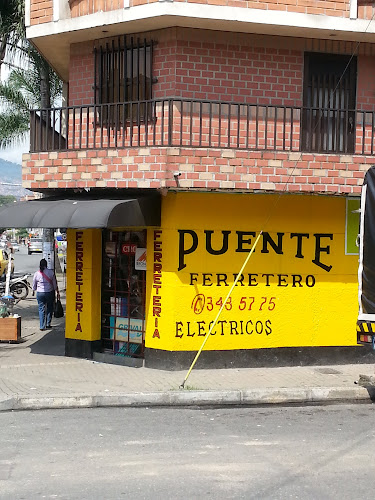 PUENTE
FERRETERO
343 57 75
ELECTRICOS
FERRETERIA
FERRETERIA